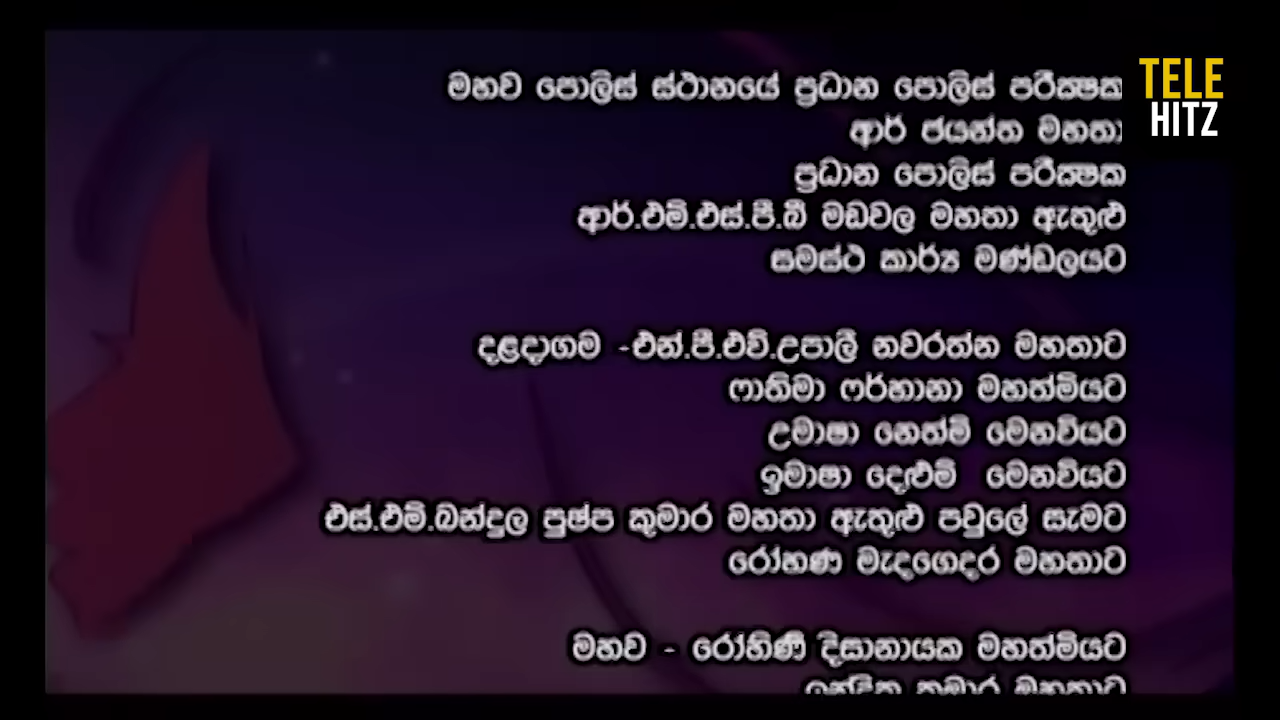 TELE
HITZ
මහව පොලිස් ස්ථානයේ ප්‍රධාන පොලිස් පරීක්‍ෂක
ආර් ජයන්ත මහතා
ප්‍රධාන පොලිස් පරීක්‍ෂක
ආර්.එම්.එස්.පී.බී මඩවල මහතා ඇතුළු
සමස්ථ කාර්ය මණ්ඩලයට
දළදාගම -එන්.පී.එච්.උපාලී නවරත්න මහතාට
ෆාතිමා ෆර්හානා මහත්මියට
උමාෂා නෙත්මි මෙනවියට
ඉමාෂා දෙළුමි මෙනවියට
එස්.එම්.බන්දුල පුෂ්ප කුමාර මහතා ඇතුළු පවුලේ සැමට
රෝහණ මැදගෙදර මහතාට
මහව - රෝහිණී දිසානායක මහත්මියට
කුමාර මහතාට